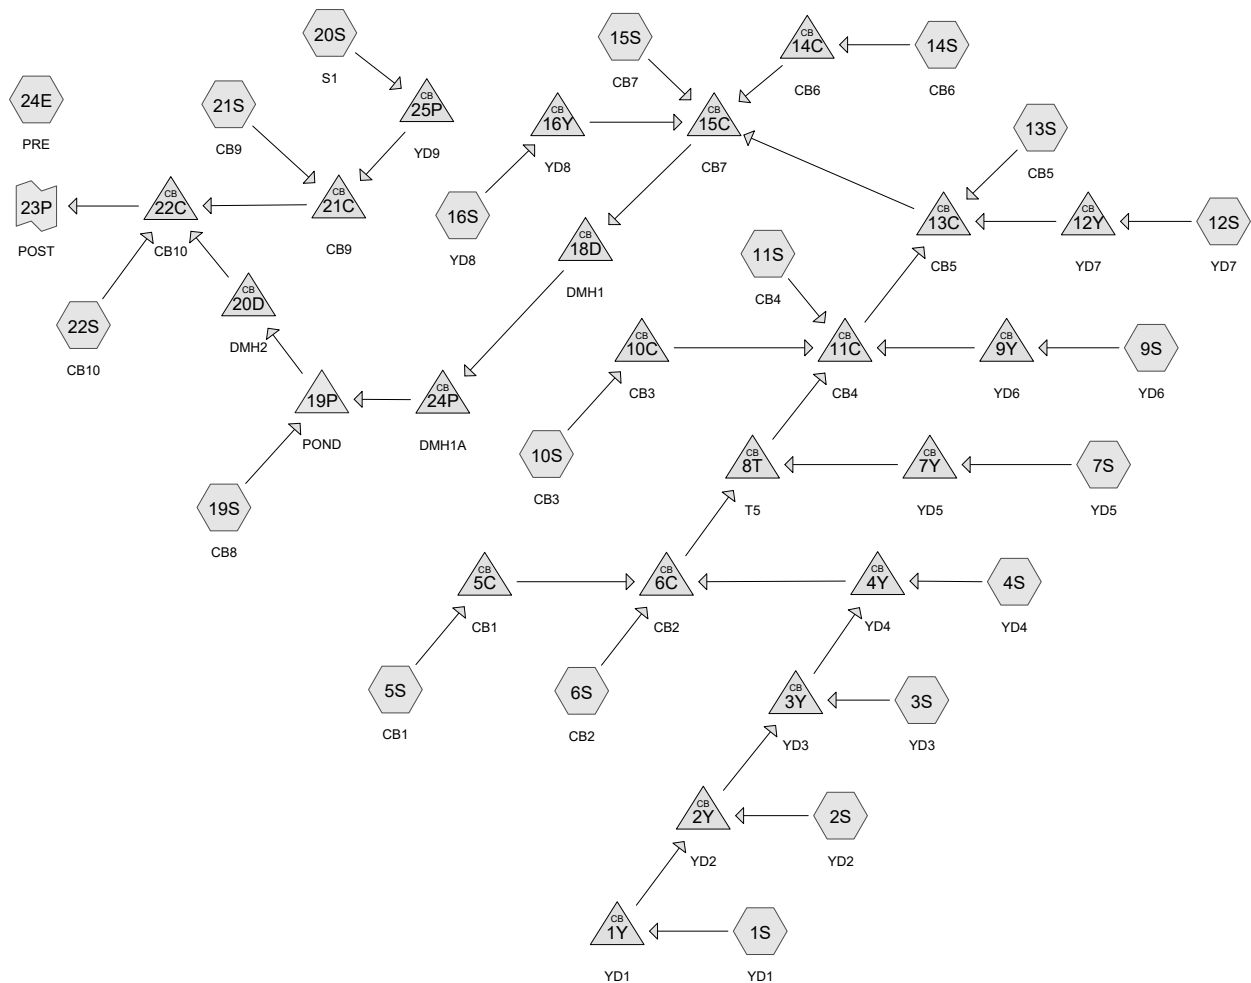 20S
S1
15S
CB7
CB
14C
CB6
14S
CB6
24E
PRE
21S
CB9
CB
25P
YD9
CB
16Y
YD8
CB
15C
CB7
13S
CB5
23P
POST
CB
22C
CB10
CB
21C
CB9
16S
YD8
CB
18D
DMH1
11S
CB4
CB
13C
CB5
CB
12Y
YD7
12S
YD7
22S
CB10
CB
20D
DMH2
CB
10C
CB3
CB
11C
CB4
CB
9Y
YD6
9S
YD6
19P
POND
CB
24P
DMH1A
10S
CB3
CB
8T
T5
CB
7Y
YD5
7S
YD5
19S
CB8
CB
5C
CB1
CB
6C
CB2
CB
4Y
YD4
4S
YD4
5S
CB1
6S
CB2
CB
3Y
YD3
3S
YD3
CB
2Y
YD2
2S
YD2
CB
1Y
YD1
1S
YD1